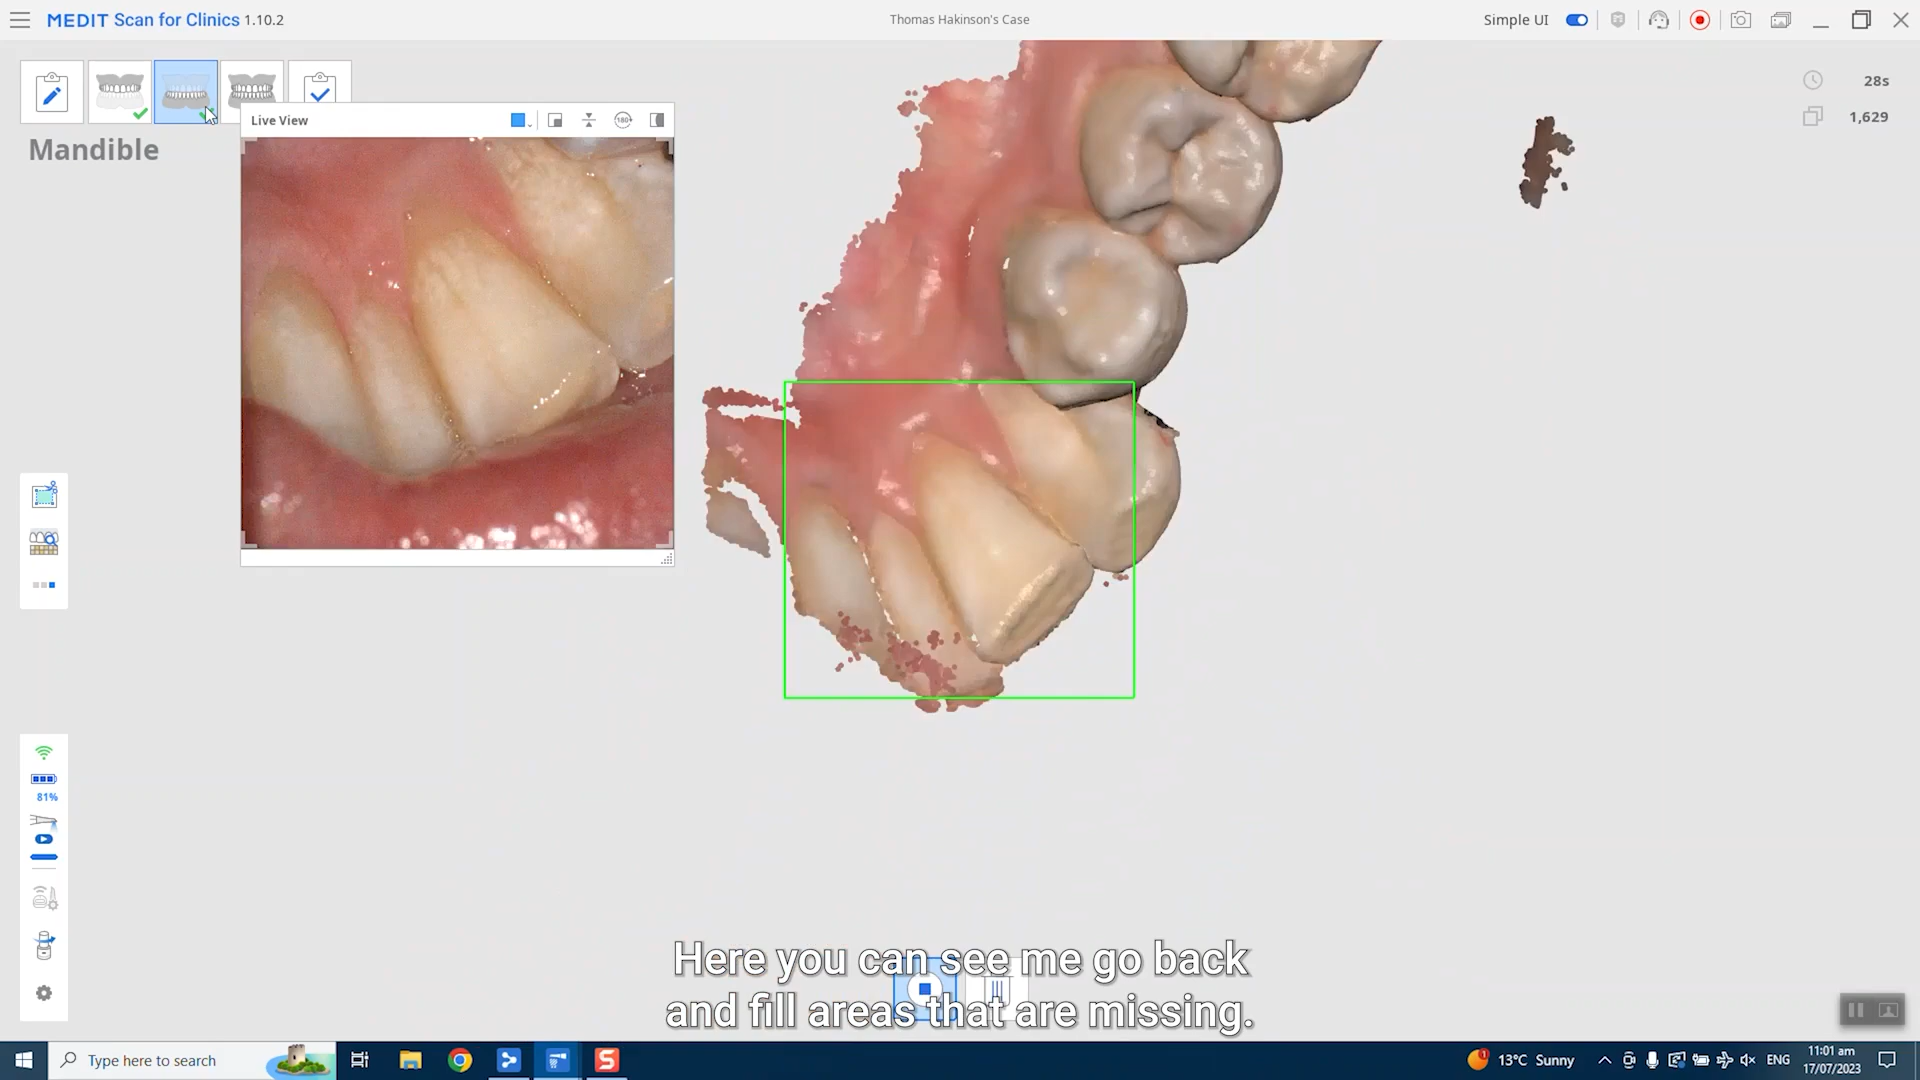 MEDIT Scan for Clinics 1.10.2
Thomas Hakinson's Case
Simple UI
28s
1,629
Mandible
Live View
180°
81%
Here you can see me go back
and fill areas that are missing.
Type here to search
13°C Sunny
ENG
11:01 am
17/07/2023